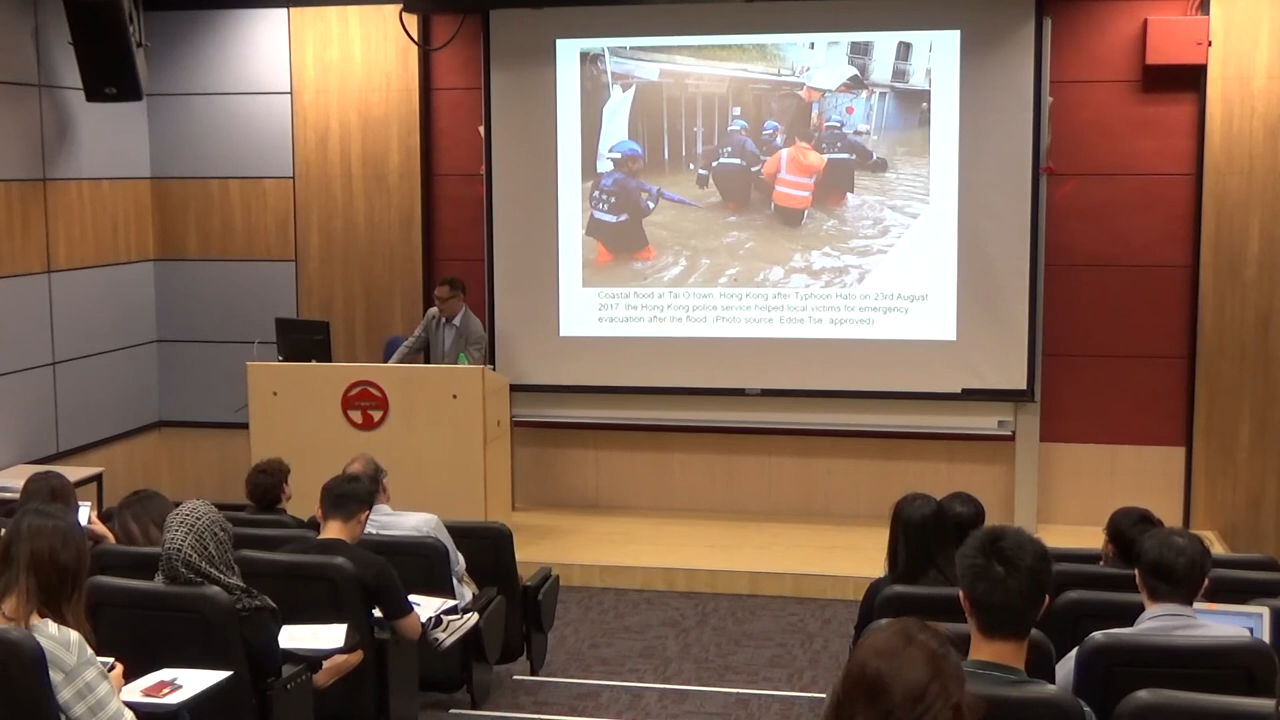 Coastal flood at Tai O town, Hong Kong after Typhoon Hato on 23rd August
2017, the Hong Kong police service helped local victims for emergency
evacuation after the flood. (Photo source: Eddie Tse, approved)